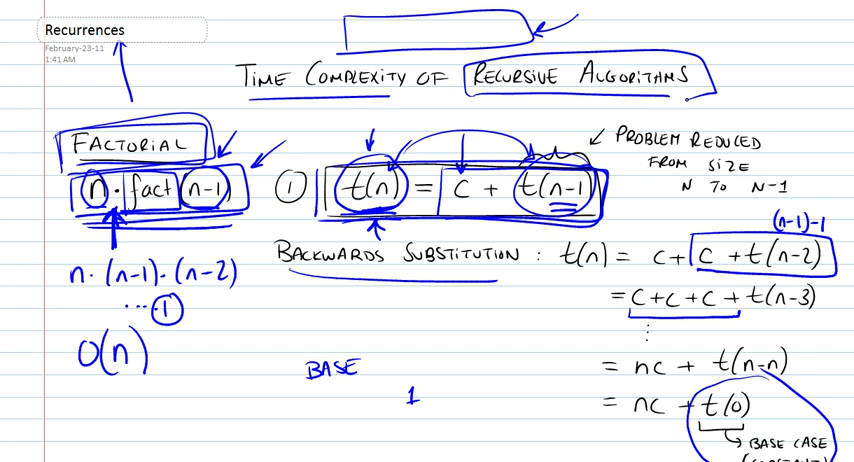 Recurrences
February-23-11
1:41 AM
TIME COMPLEXITY OF RECURSIVE ALGORITHMS
FACTORIAL
n · fact (n-1)
n · (n-1) · (n-2)
... 1
O(n)
① t(n) = c + t(n-1)
PROBLEM REDUCED
FROM SIZE
N TO N-1
(n-1)-1
BACKWARDS SUBSTITUTION : t(n) = c + c + t(n-2)
= c + c + c + t(n-3)
⋮
= nc + t(n-n)
= nc + t(0)
BASE CASE
(CONSTANT)
BASE
1